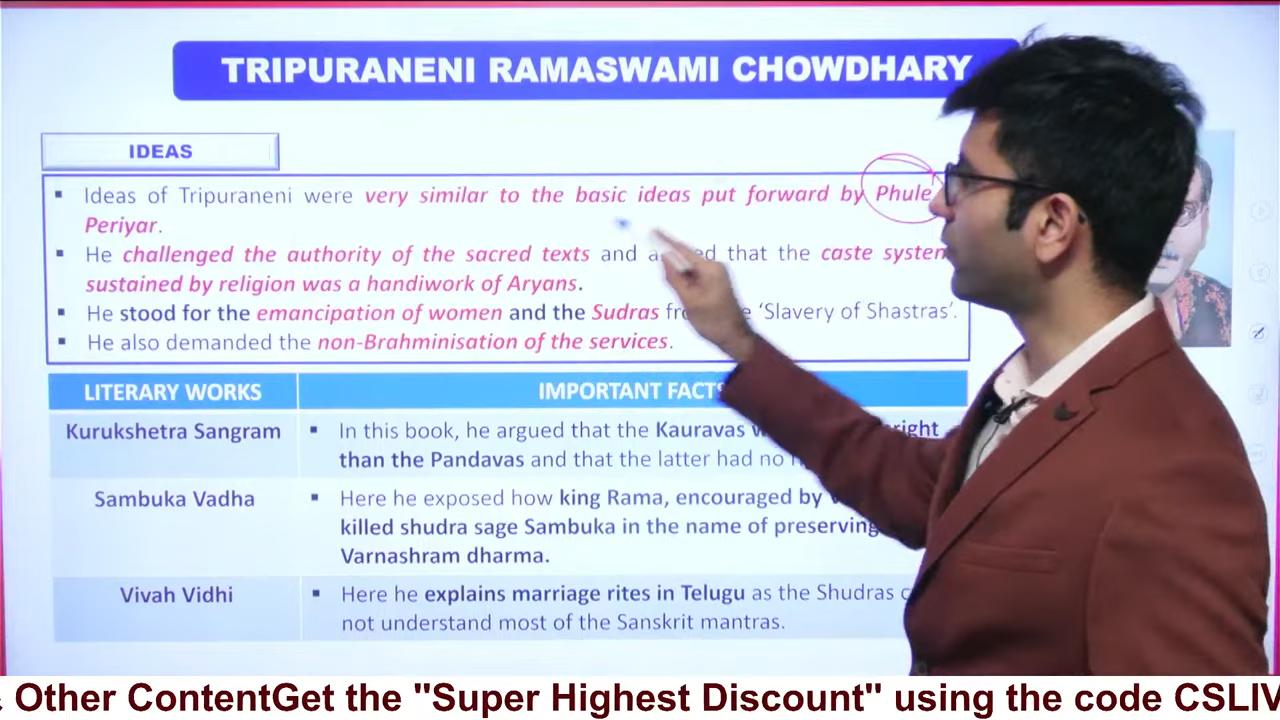 TRIPURANENI RAMASWAMI CHOWDHARY
IDEAS
▪ Ideas of Tripuraneni were very similar to the basic ideas put forward by Phule
Periyar.
▪ He challenged the authority of the sacred texts and that the caste system
sustained by religion was a handiwork of Aryans.
▪ He stood for the emancipation of women and the Sudras ‘Slavery of Shastras’.
▪ He also demanded the non-Brahminisation of the services.
LITERARY WORKS IMPORTANT FACTS
Kurukshetra Sangram
▪ In this book, he argued that the Kauravas right
than the Pandavas and that the latter had no
Sambuka Vadha
▪ Here he exposed how king Rama, encouraged by
killed shudra sage Sambuka in the name of preserving
Varnashram dharma.
Vivah Vidhi
▪ Here he explains marriage rites in Telugu as the Shudras
not understand most of the Sanskrit mantras.
Other ContentGet the "Super Highest Discount" using the code CSLIV